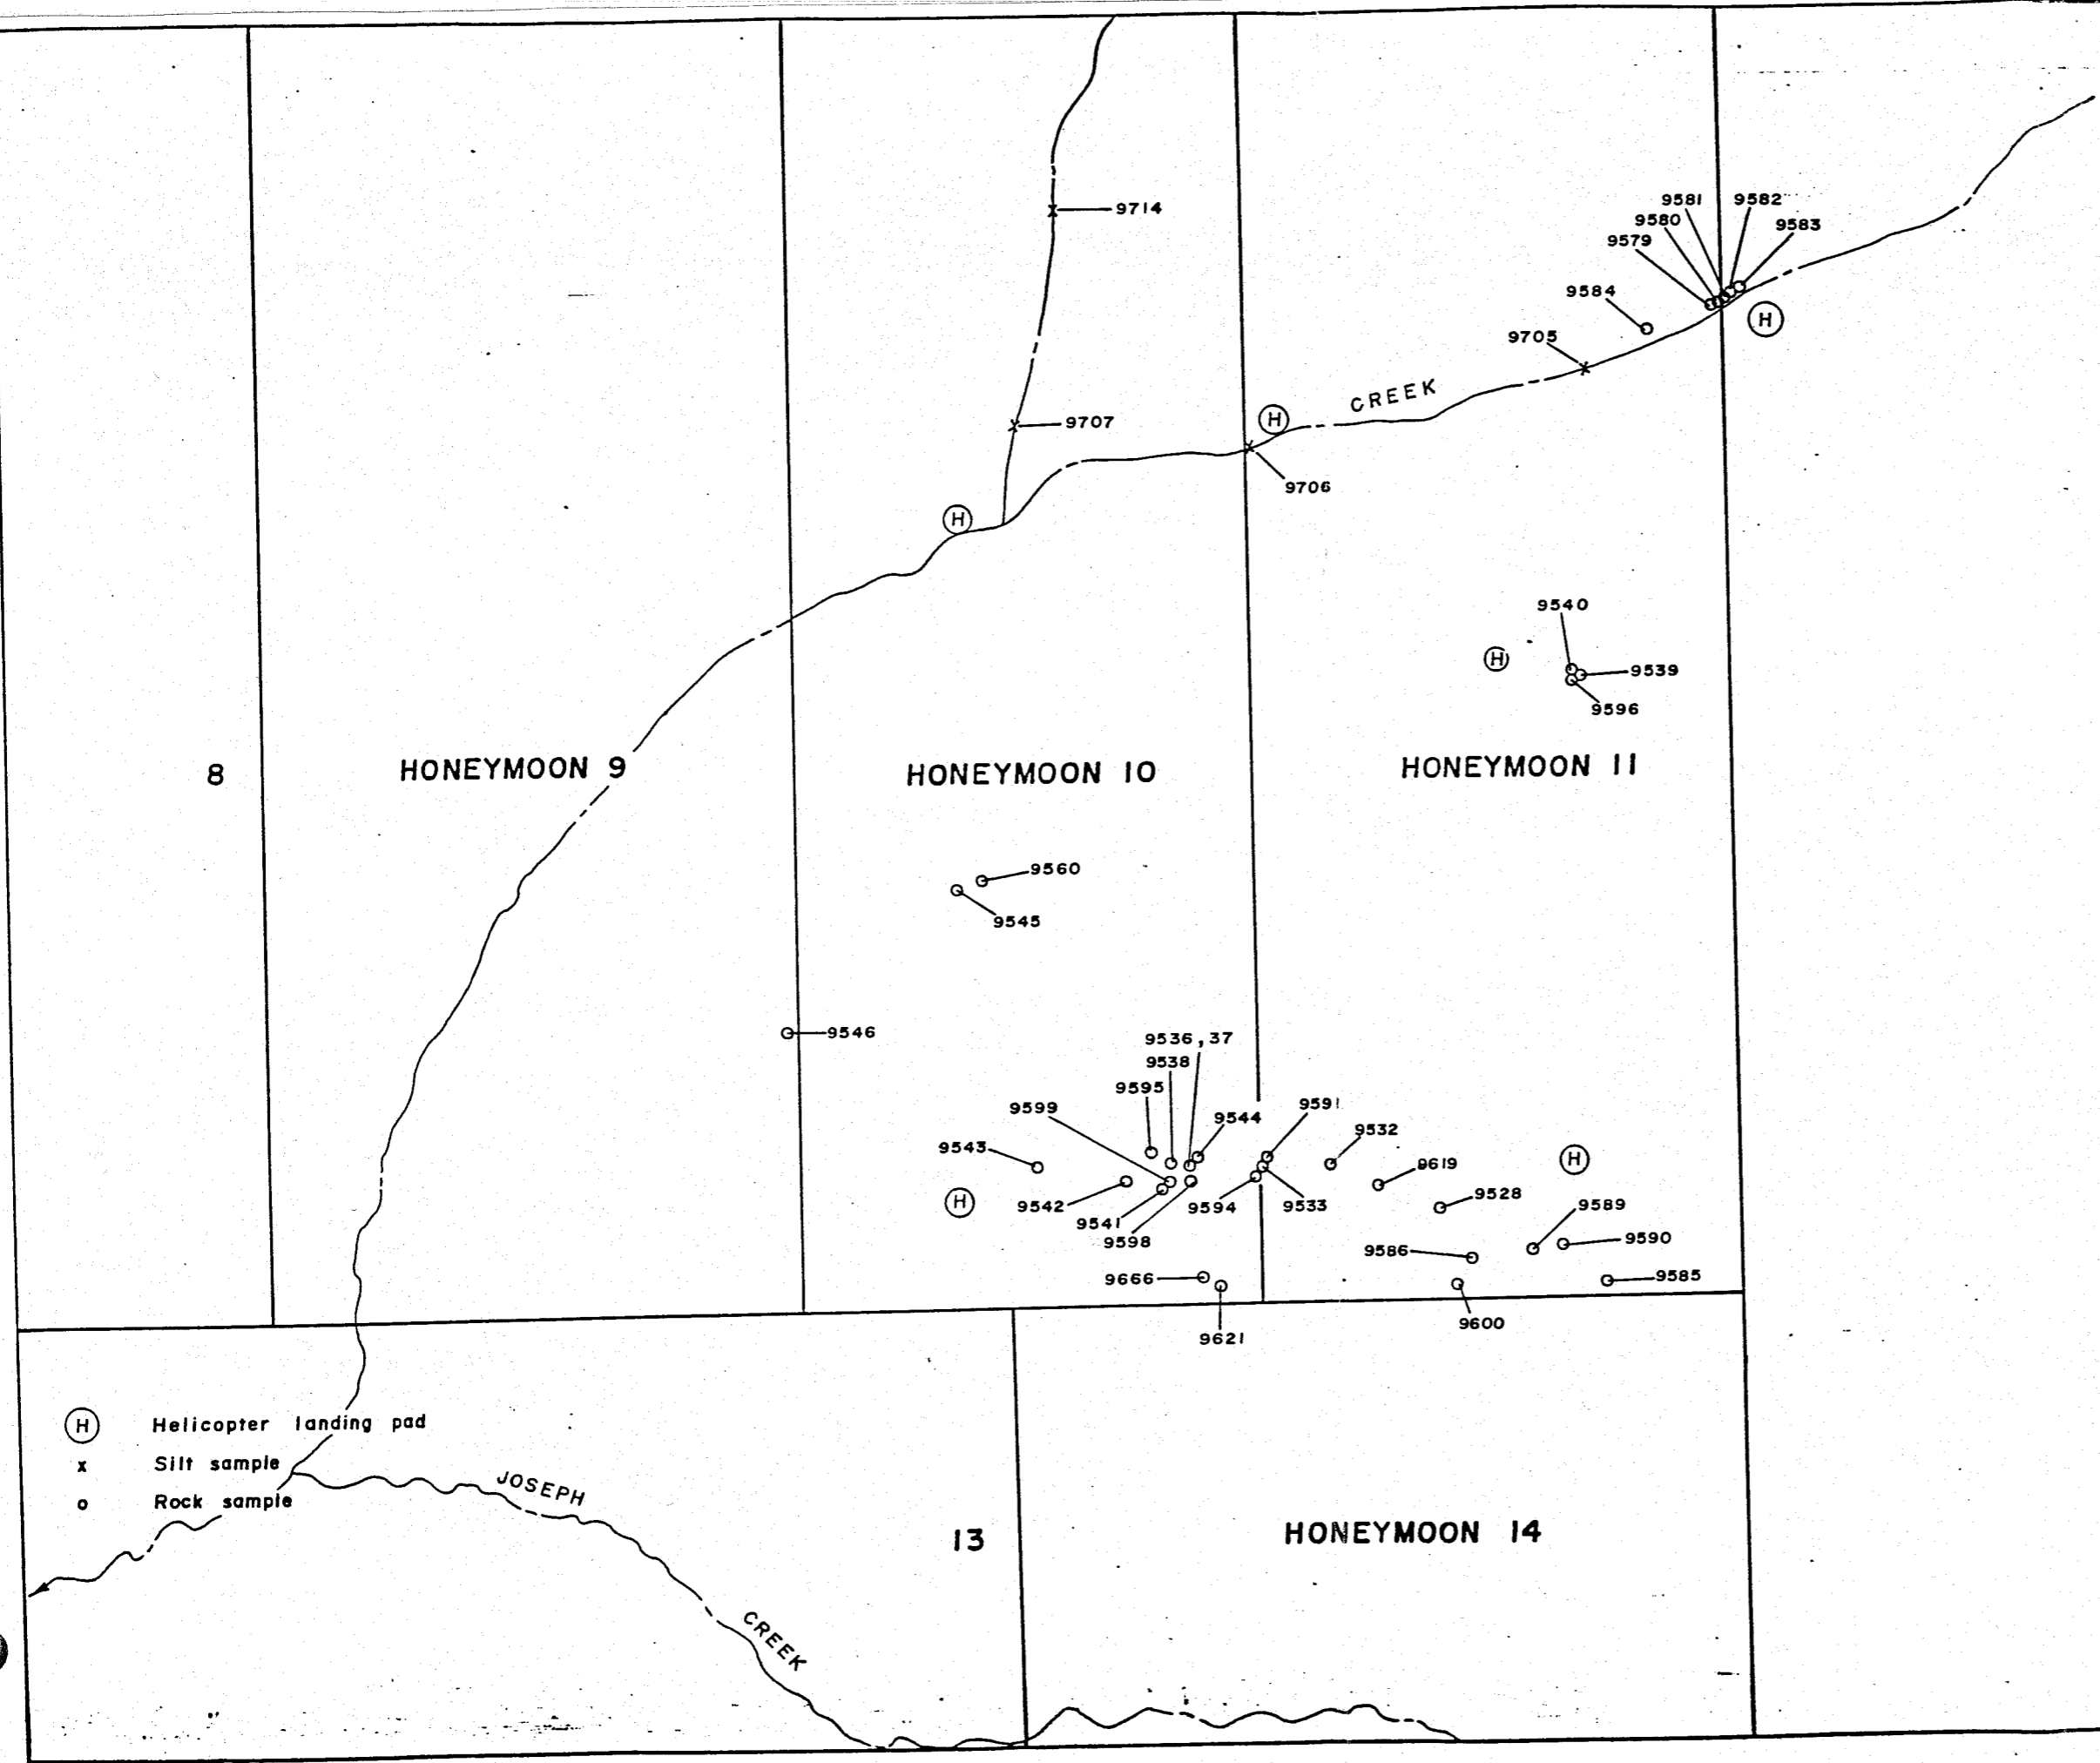 9581
9582
9580
9583
9579
9714
9584
H
9705
CREEK
H
9707
9706
H
9540
H
9539
9596
8
HONEYMOON 9
HONEYMOON 10
HONEYMOON 11
9560
9545
9546
9536,37
9538
9595
9599
9544
9591
9532
9543
9619
H
9542
H
9541
9594
9533
9528
9589
9598
9586
9590
9666
9585
9621
9600
H Helicopter landing pad
x Silt sample
o Rock sample
JOSEPH
CREEK
13
HONEYMOON 14